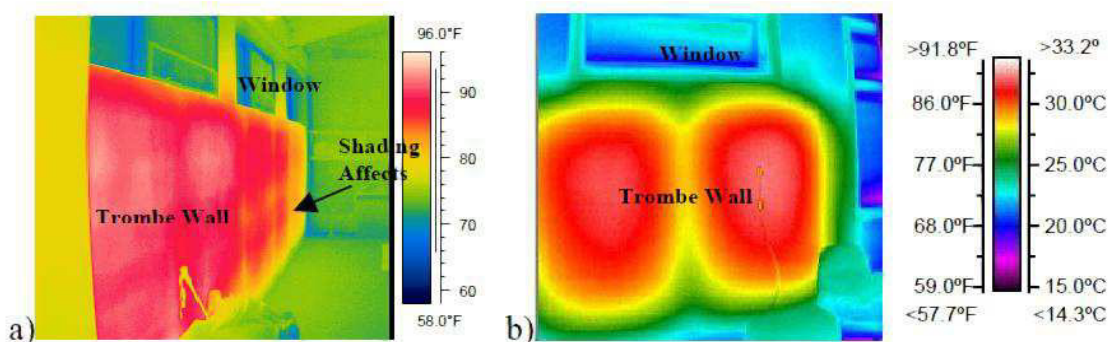 96.0°F
90
80
70
60
58.0°F
Window
Shading
Affects
Trombe Wall
a)
Window
Trombe Wall
b)
>91.8°F >33.2°
86.0°F 30.0°C
77.0°F 25.0°C
68.0°F 20.0°C
59.0°F 15.0°C
<57.7°F <14.3°C